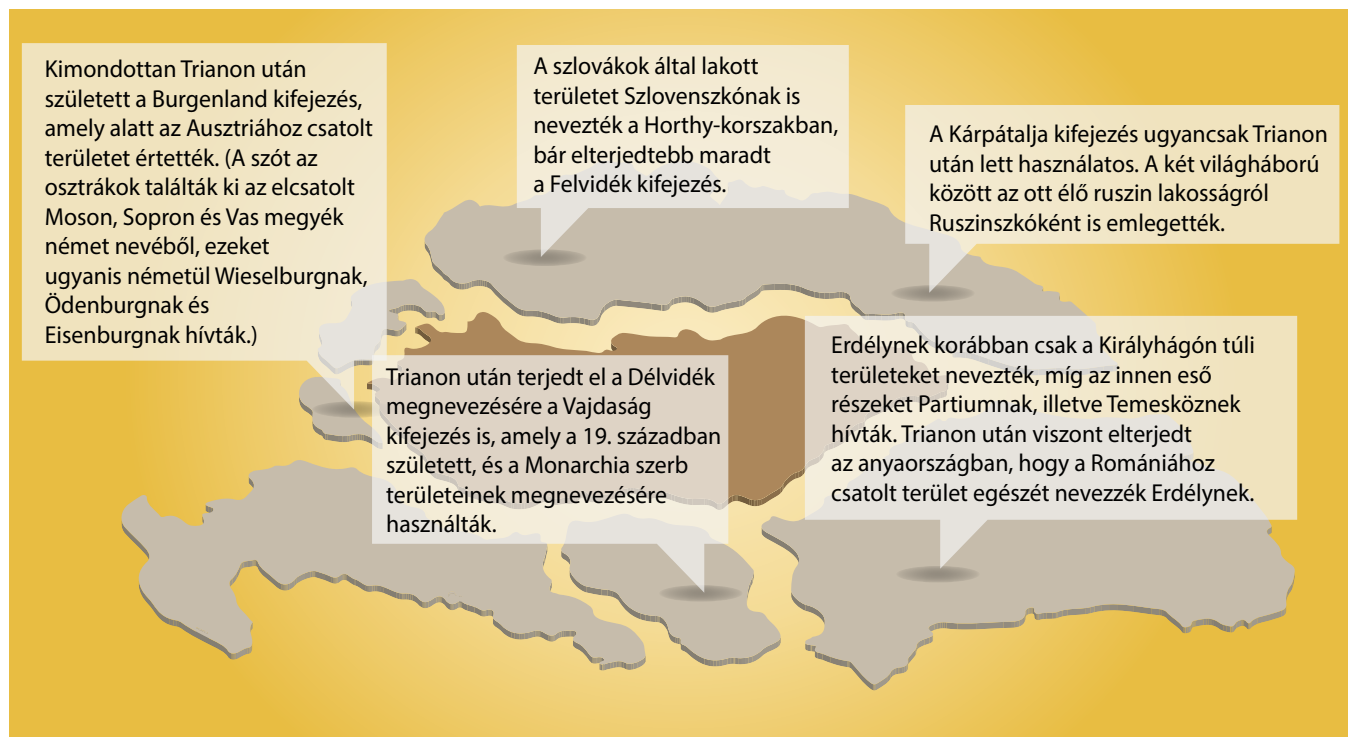 Kimondottan Trianon után
született a Burgenland kifejezés,
amely alatt az Ausztriához csatolt
területet értették. (A szót az
osztrákok találták ki az elcsatolt
Moson, Sopron és Vas megyék
német nevéből, ezeket
ugyanis németül Wieselburgnak,
Ödenburgnak és
Eisenburgnak hívták.)
A szlovákok által lakott
területet Szlovenszkónak is
nevezték a Horthy-korszakban,
bár elterjedtebb maradt
a Felvidék kifejezés.
A Kárpátalja kifejezés ugyancsak Trianon
után lett használatos. A két világháború
között az ott élő ruszin lakosságról
Ruszinszkóként is emlegették.
Trianon után terjedt el a Délvidék
megnevezésére a Vajdaság
kifejezés is, amely a 19. században
született, és a Monarchia szerb
területeinek megnevezésére
használták.
Erdélynek korábban csak a Királyhágón túli
területeket nevezték, míg az innen eső
részeket Partiumnak, illetve Temesköznek
hívták. Trianon után viszont elterjedt
az anyaországban, hogy a Romániához
csatolt terület egészét nevezzék Erdélynek.